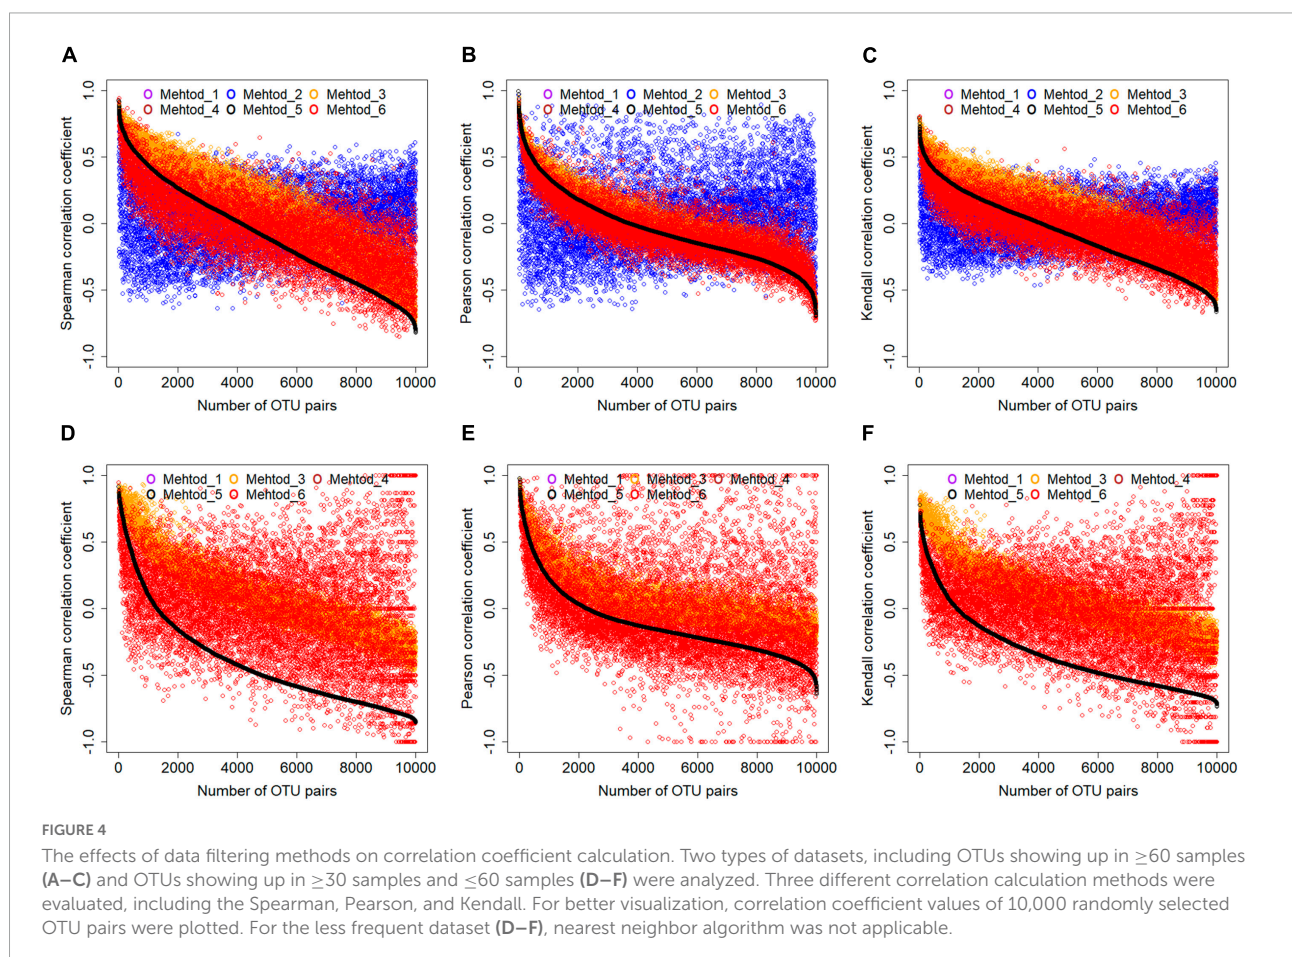 A
Mehtod_1 Mehtod_2 Mehtod_3
Mehtod_4 Mehtod_5 Mehtod_6
Spearman correlation coefficient
1.0
0.5
0.0
-0.5
-1.0
0 2000 4000 6000 8000 10000
Number of OTU pairs
B
Mehtod_1 Mehtod_2 Mehtod_3
Mehtod_4 Mehtod_5 Mehtod_6
Pearson correlation coefficient
1.0
0.5
0.0
-0.5
-1.0
0 2000 4000 6000 8000 10000
Number of OTU pairs
C
Mehtod_1 Mehtod_2 Mehtod_3
Mehtod_4 Mehtod_5 Mehtod_6
Kendall correlation coefficient
1.0
0.5
0.0
-0.5
-1.0
0 2000 4000 6000 8000 10000
Number of OTU pairs
D
Mehtod_1 Mehtod_3 Mehtod_4
Mehtod_5 Mehtod_6
Spearman correlation coefficient
1.0
0.5
0.0
-0.5
-1.0
0 2000 4000 6000 8000 10000
Number of OTU pairs
E
Mehtod_1 Mehtod_3 Mehtod_4
Mehtod_5 Mehtod_6
Pearson correlation coefficient
1.0
0.5
0.0
-0.5
-1.0
0 2000 4000 6000 8000 10000
Number of OTU pairs
F
Mehtod_1 Mehtod_3 Mehtod_4
Mehtod_5 Mehtod_6
Kendall correlation coefficient
1.0
0.5
0.0
-0.5
-1.0
0 2000 4000 6000 8000 10000
Number of OTU pairs
FIGURE 4
The effects of data filtering methods on correlation coefficient calculation. Two types of datasets, including OTUs showing up in ≥60 samples
(A–C) and OTUs showing up in ≥30 samples and ≤60 samples (D–F) were analyzed. Three different correlation calculation methods were
evaluated, including the Spearman, Pearson, and Kendall. For better visualization, correlation coefficient values of 10,000 randomly selected
OTU pairs were plotted. For the less frequent dataset (D–F), nearest neighbor algorithm was not applicable.